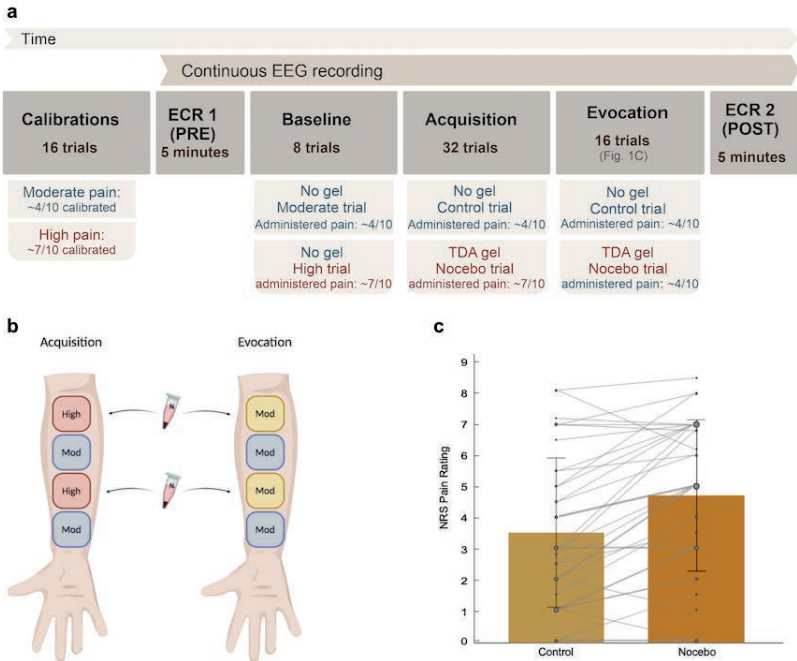 a
Time
Continuous EEG recording
Calibrations
16 trials
ECR 1
(PRE)
5 minutes
Baseline
8 trials
Acquisition
32 trials
Evocation
16 trials
(Fig. 1C)
ECR 2
(POST)
5 minutes
Moderate pain:
~4/10 calibrated
High pain:
~7/10 calibrated
No gel
Moderate trial
Administered pain: ~4/10
No gel
High trial
administered pain: ~7/10
No gel
Control trial
Administered pain: ~4/10
TDA gel
Nocebo trial
administered pain: ~7/10
No gel
Control trial
Administered pain: ~4/10
TDA gel
Nocebo trial
administered pain: ~4/10
b
Acquisition
Evocation
High
Mod
High
Mod
N.
N.
Mod
Mod
Mod
Mod
c
NRS Pain Rating
9
8
7
6
5
4
3
2
1
0
Control
Nocebo